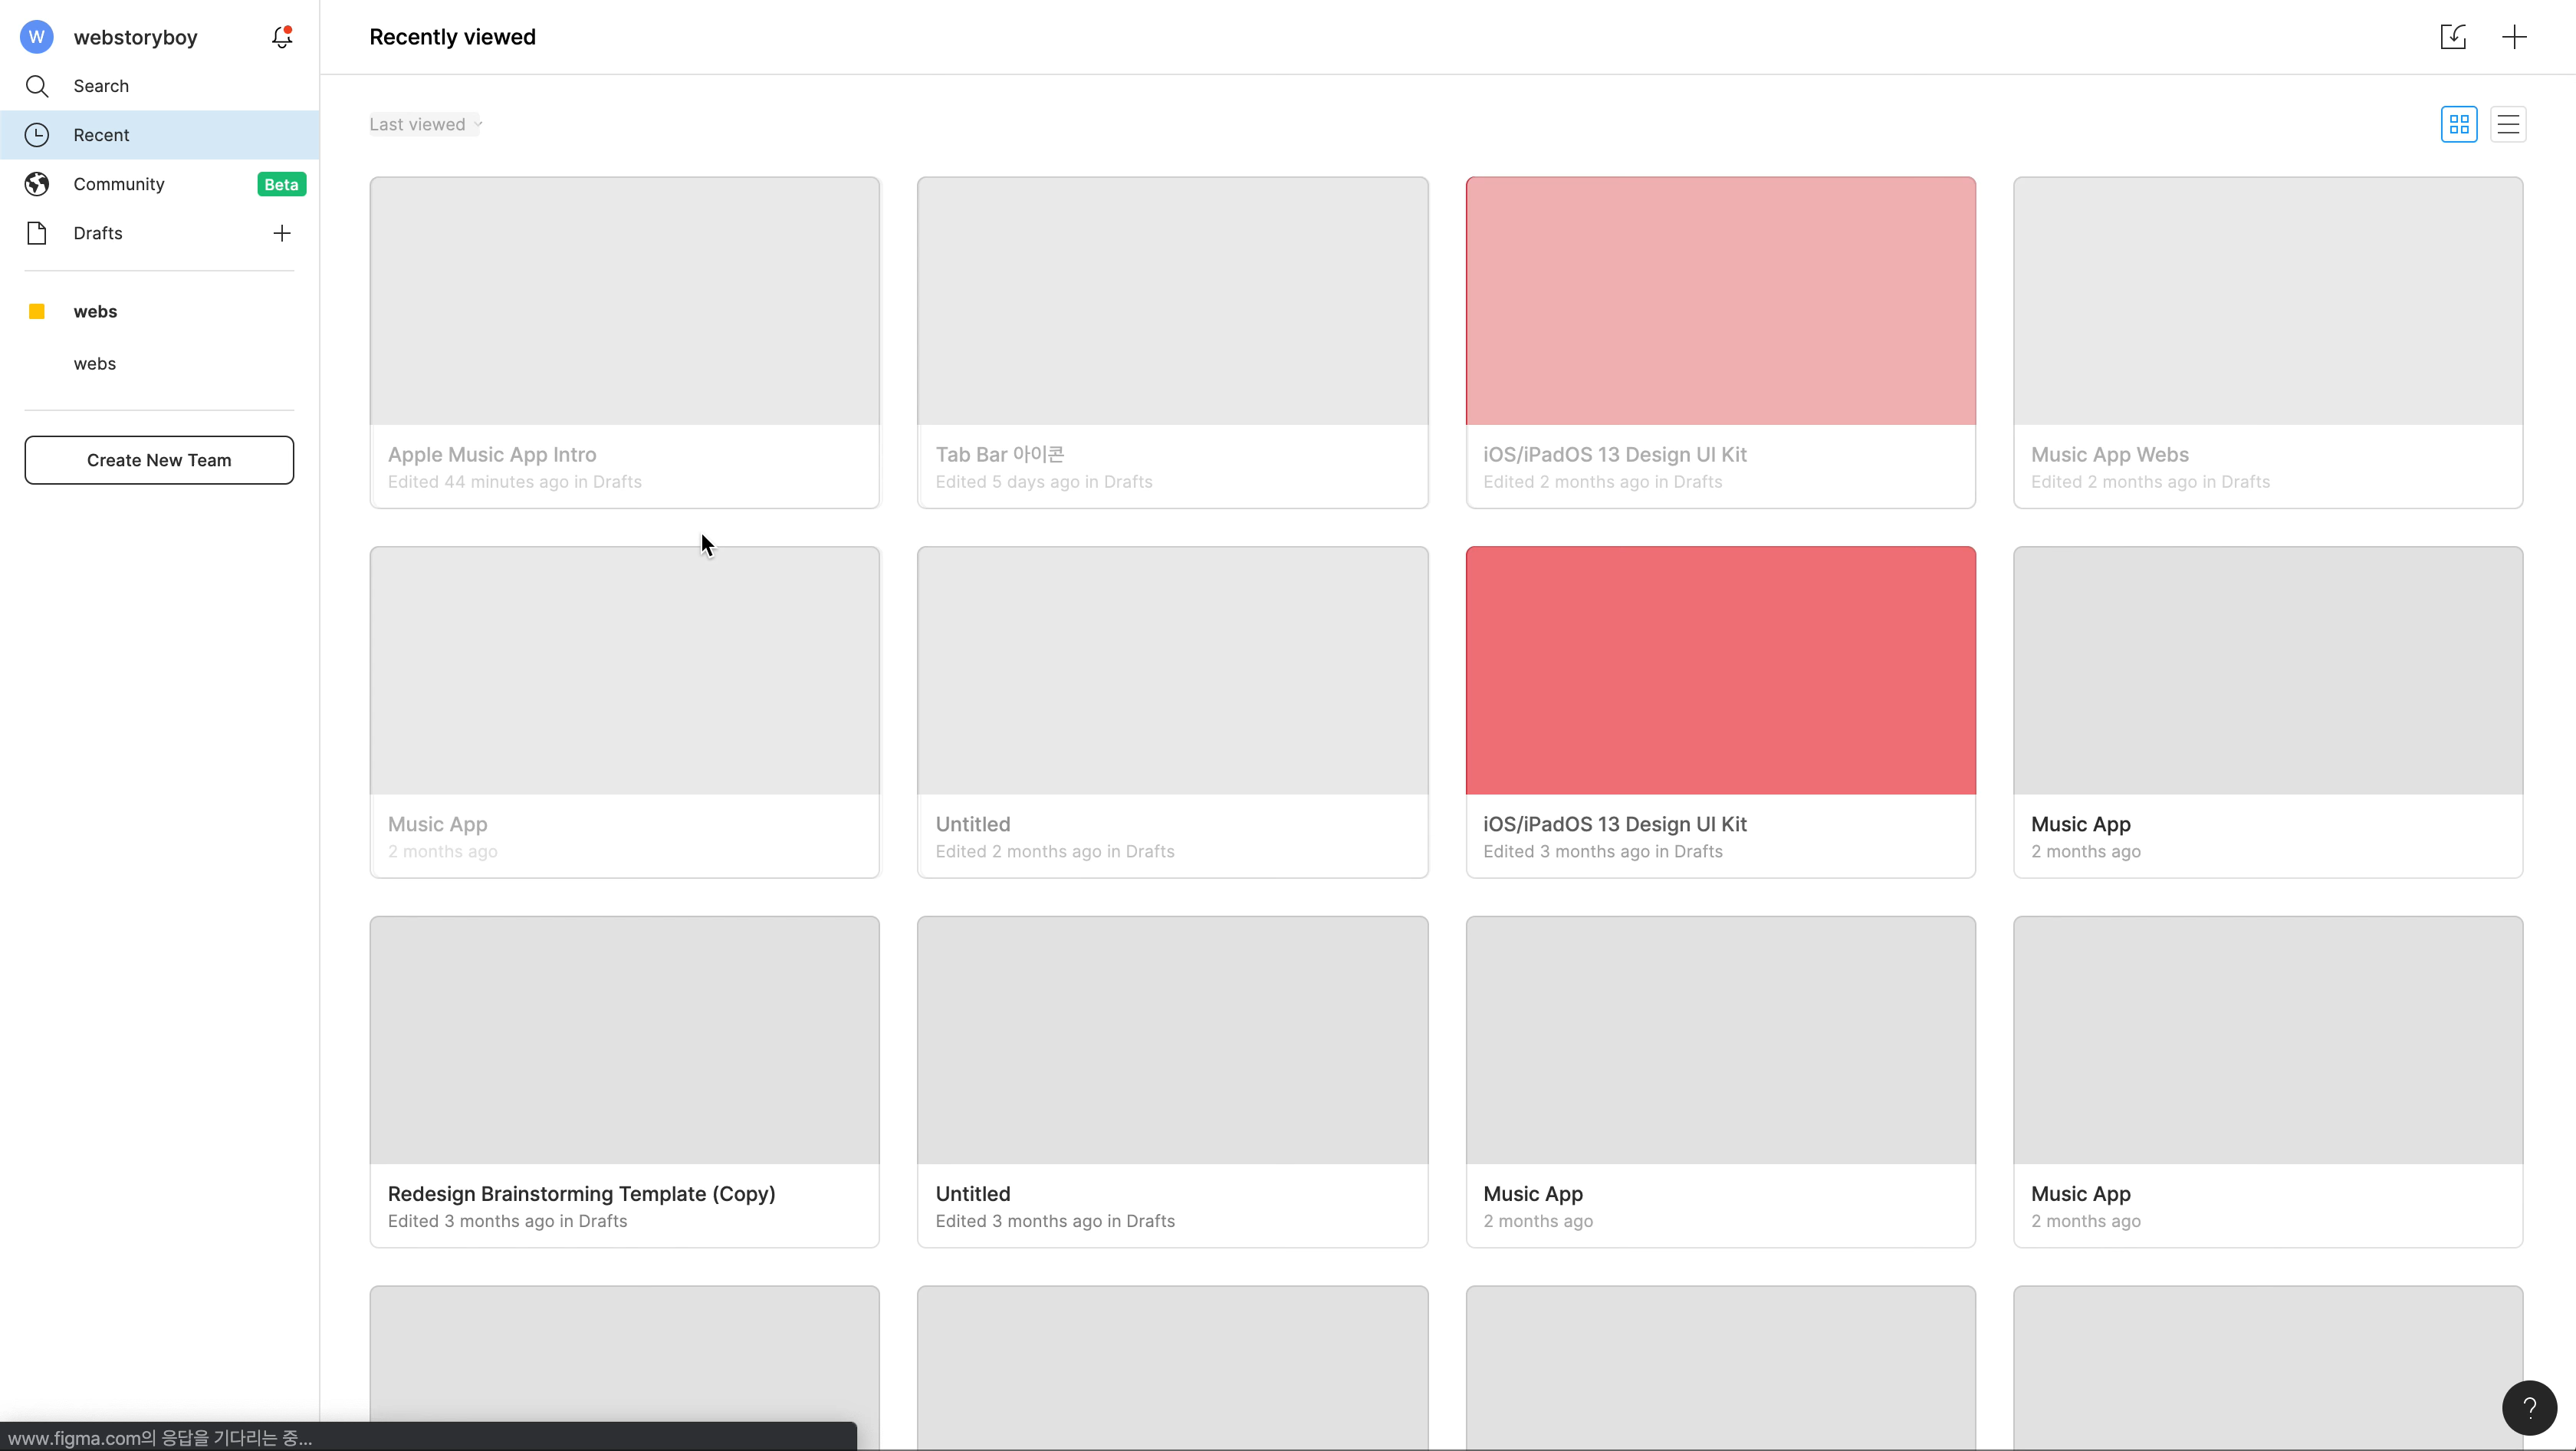 W
webstoryboy
Search
Recent
Community
Beta
Drafts
webs
webs
Create New Team
Recently viewed
Last viewed
Apple Music App Intro
Edited 44 minutes ago in Drafts
Tab Bar 아이콘
Edited 5 days ago in Drafts
iOS/iPadOS 13 Design UI Kit
Edited 2 months ago in Drafts
Music App Webs
Edited 2 months ago in Drafts
Music App
2 months ago
Untitled
Edited 2 months ago in Drafts
iOS/iPadOS 13 Design UI Kit
Edited 3 months ago in Drafts
Music App
2 months ago
Redesign Brainstorming Template (Copy)
Edited 3 months ago in Drafts
Untitled
Edited 3 months ago in Drafts
Music App
2 months ago
Music App
2 months ago
?
www.figma.com의 응답을 기다리는 중...